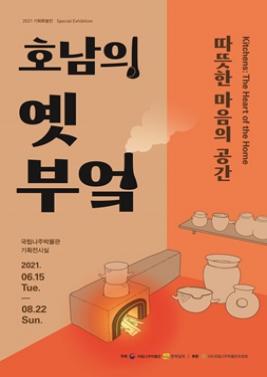 2021 기획특별전 Special Exhibition
호남의
옛
부엌
따뜻한 마음의 공간
Kitchens: The Heart of the Home
국립나주박물관
기획전시실
2021.
06.15
Tue.
08.22
Sun.